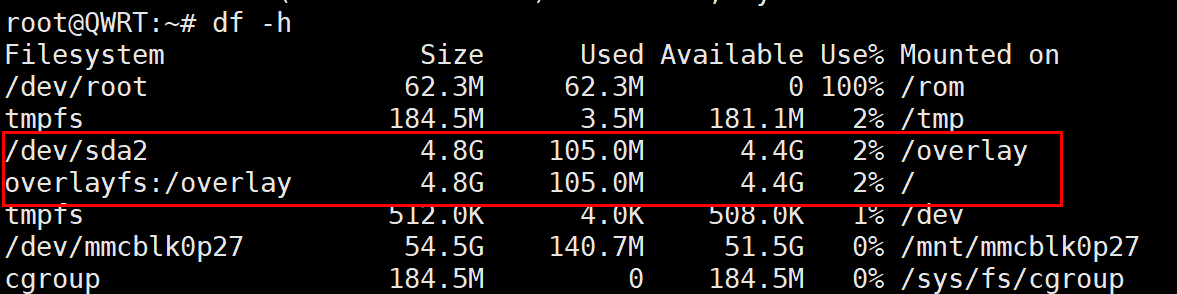 root@QWRT:~# df -h
Filesystem Size Used Available Use% Mounted on
/dev/root 62.3M 62.3M 0 100% /rom
tmpfs 184.5M 3.5M 181.1M 2% /tmp
/dev/sda2 4.8G 105.0M 4.4G 2% /overlay
overlayfs:/overlay 4.8G 105.0M 4.4G 2% /
tmpfs 512.0K 4.0K 508.0K 1% /dev
/dev/mmcblk0p27 54.5G 140.7M 51.5G 0% /mnt/mmcblk0p27
cgroup 184.5M 0 184.5M 0% /sys/fs/cgroup